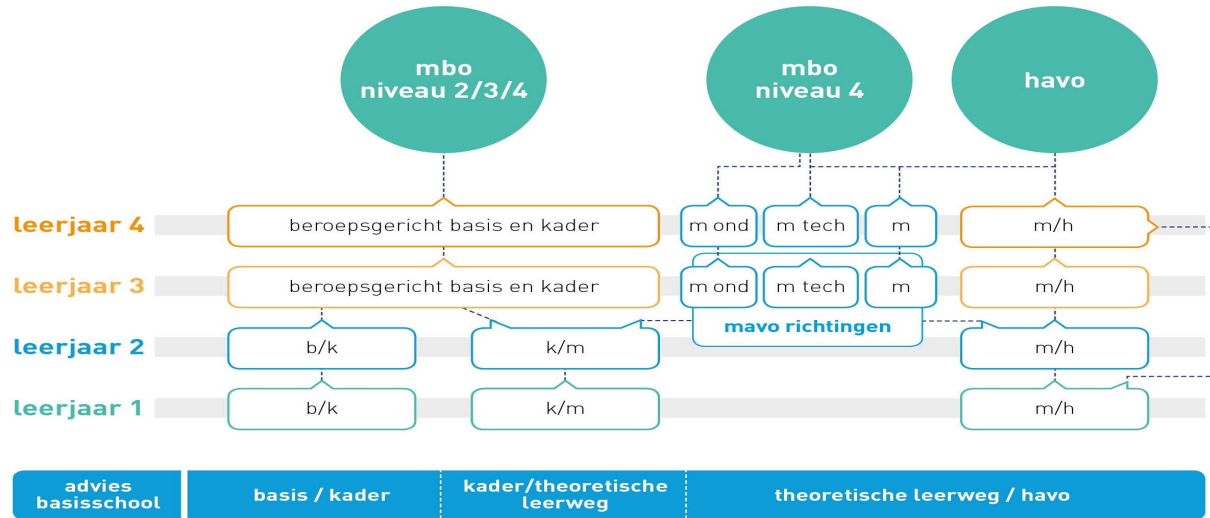 mbo
niveau 2/3/4
mbo
niveau 4
havo
leerjaar 4
beroepsgericht basis en kader
m ond
m tech
m
m/h
leerjaar 3
beroepsgericht basis en kader
m ond
m tech
m
m/h
mavo richtingen
leerjaar 2
b/k
k/m
m/h
leerjaar 1
b/k
k/m
m/h
advies
basisschool
basis / kader
kader/theoretische
leerweg
theoretische leerweg / havo